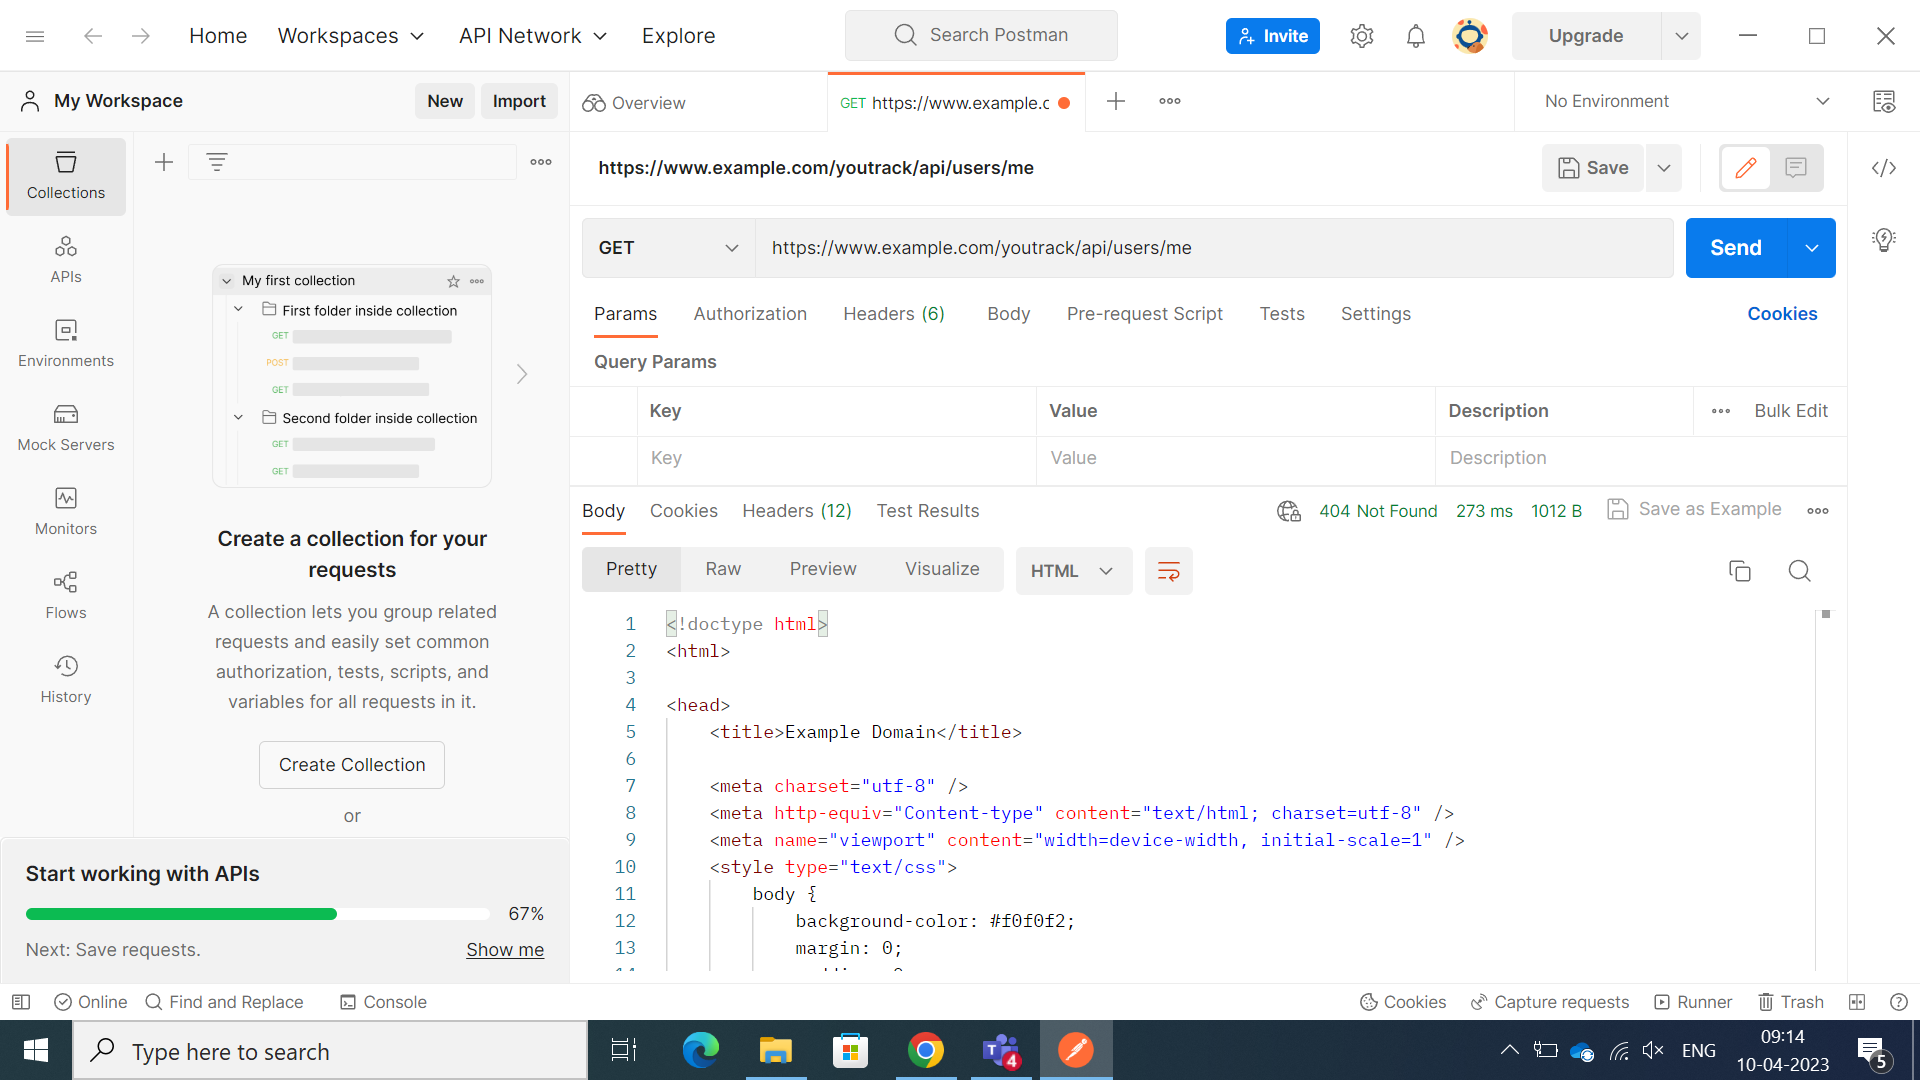 Home Workspaces API Network Explore Search Postman Invite Upgrade
My Workspace New Import Overview GET https://www.example.c No Environment
Collections
APIs
Environments
Mock Servers
Monitors
Flows
History
My first collection
First folder inside collection
GET
POST
GET
Second folder inside collection
GET
GET
Create a collection for your
requests
A collection lets you group related
requests and easily set common
authorization, tests, scripts, and
variables for all requests in it.
Create Collection
or
Start working with APIs
67%
Next: Save requests. Show me
https://www.example.com/youtrack/api/users/me Save
GET https://www.example.com/youtrack/api/users/me Send
Params Authorization Headers (6) Body Pre-request Script Tests Settings Cookies
Query Params
Key Value Description Bulk Edit
Key Value Description
Body Cookies Headers (12) Test Results 404 Not Found 273 ms 1012 B Save as Example
Pretty Raw Preview Visualize HTML
1 <!doctype html>
2 <html>
3
4 <head>
5 <title>Example Domain</title>
6
7 <meta charset="utf-8" />
8 <meta http-equiv="Content-type" content="text/html; charset=utf-8" />
9 <meta name="viewport" content="width=device-width, initial-scale=1" />
10 <style type="text/css">
11 body {
12 background-color: #f0f0f2;
13 margin: 0;
Online Find and Replace Console Cookies Capture requests Runner Trash
Type here to search T 4 ENG 09:14
10-04-2023 5